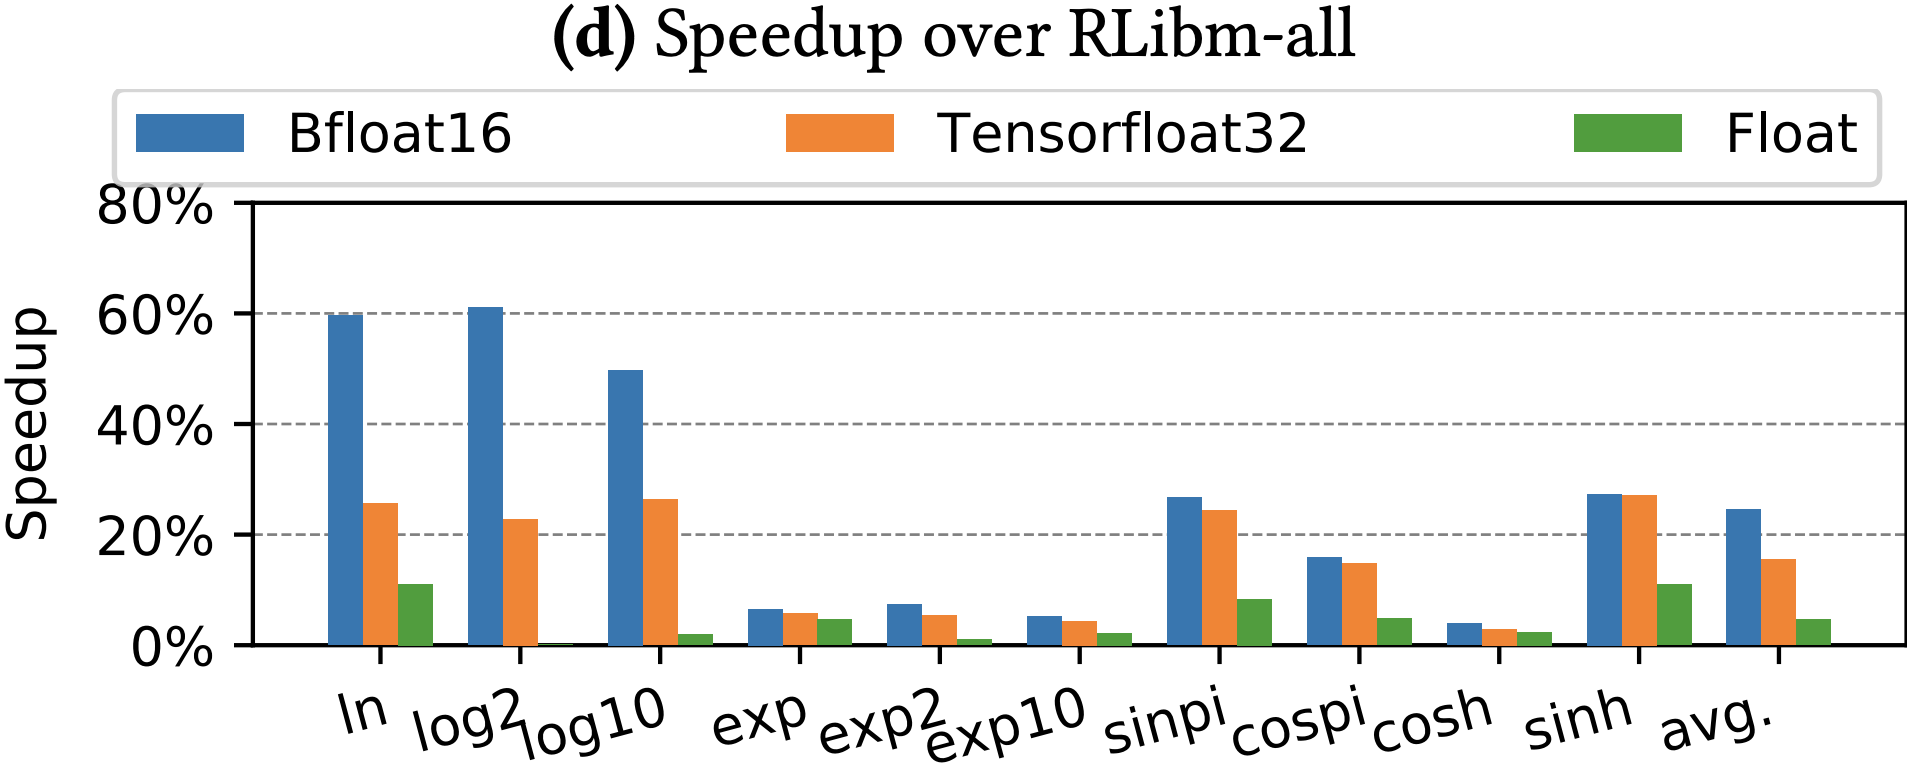 (d) Speedup over RLibm-all
Bfloat16 Tensorfloat32 Float
80%
60%
40%
20%
0%
Speedup
ln log2 log10 exp exp2 exp10 sinpi cospi cosh sinh avg.